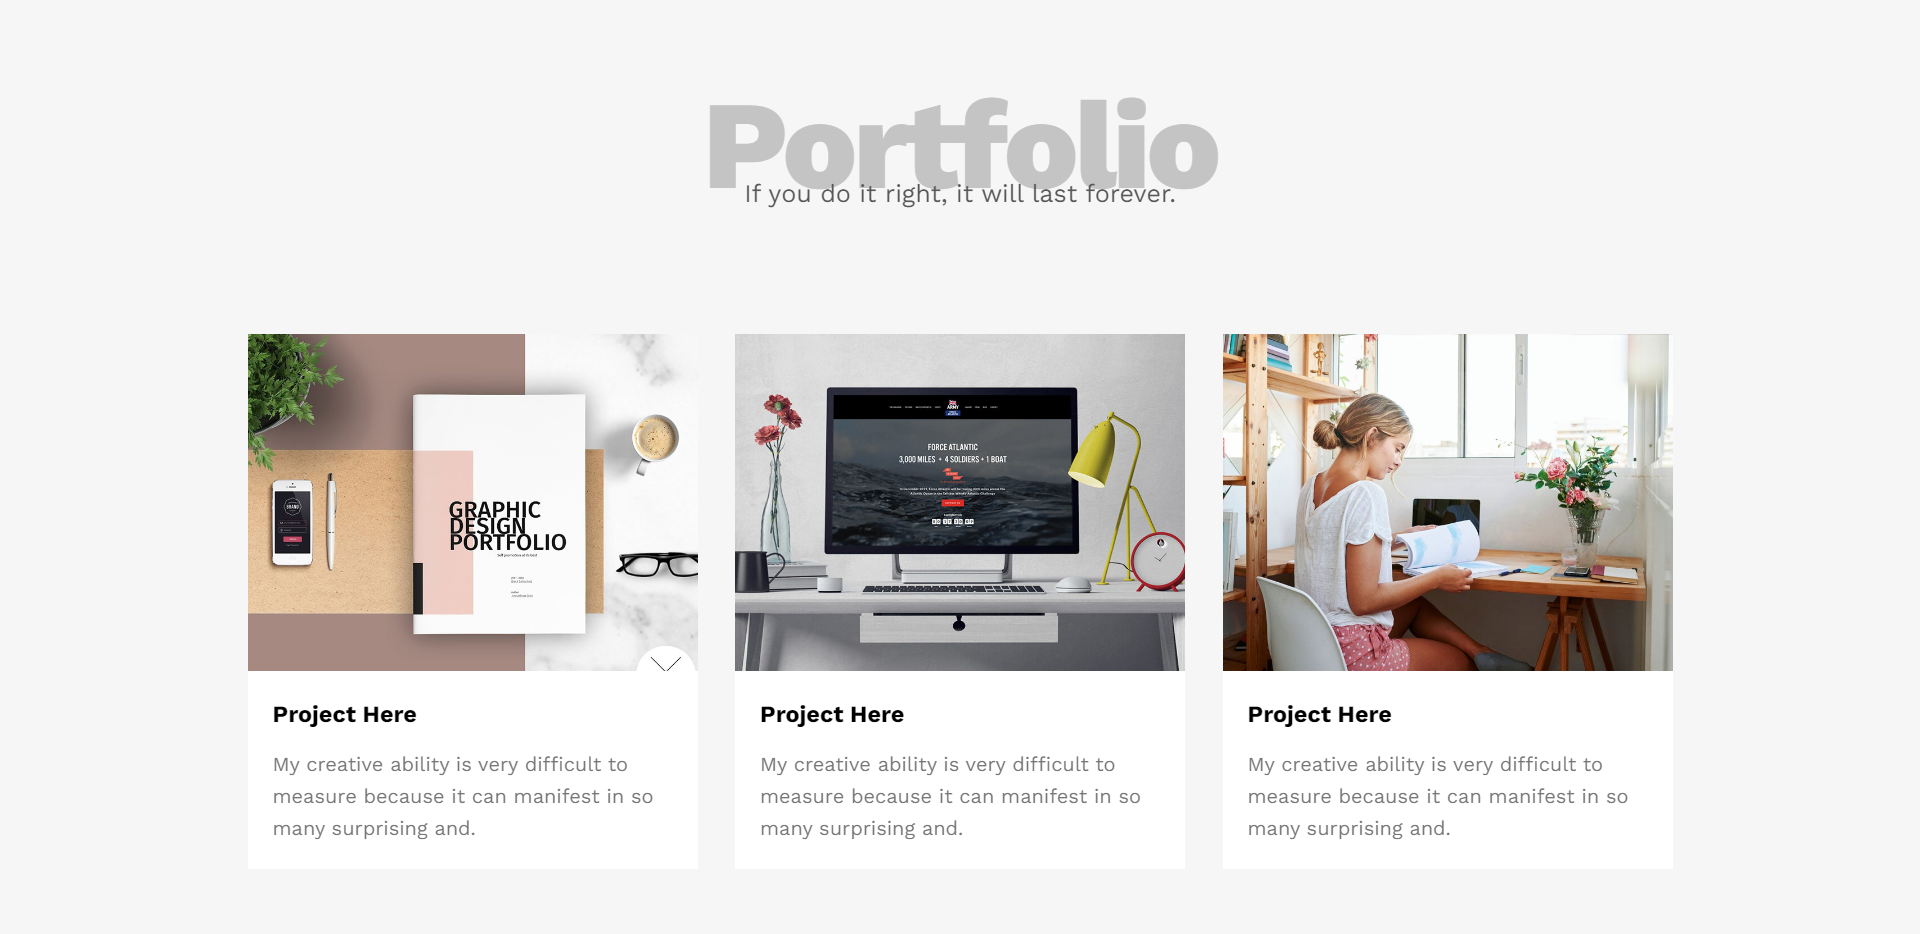 Portfolio
If you do it right, it will last forever.
GRAPHIC
DESIGN
PORTFOLIO
ARMY
FORCE ATLANTIC
3,000 MILES + 4 SOLDIERS + 1 BOAT
Project Here
My creative ability is very difficult to
measure because it can manifest in so
many surprising and.
Project Here
My creative ability is very difficult to
measure because it can manifest in so
many surprising and.
Project Here
My creative ability is very difficult to
measure because it can manifest in so
many surprising and.